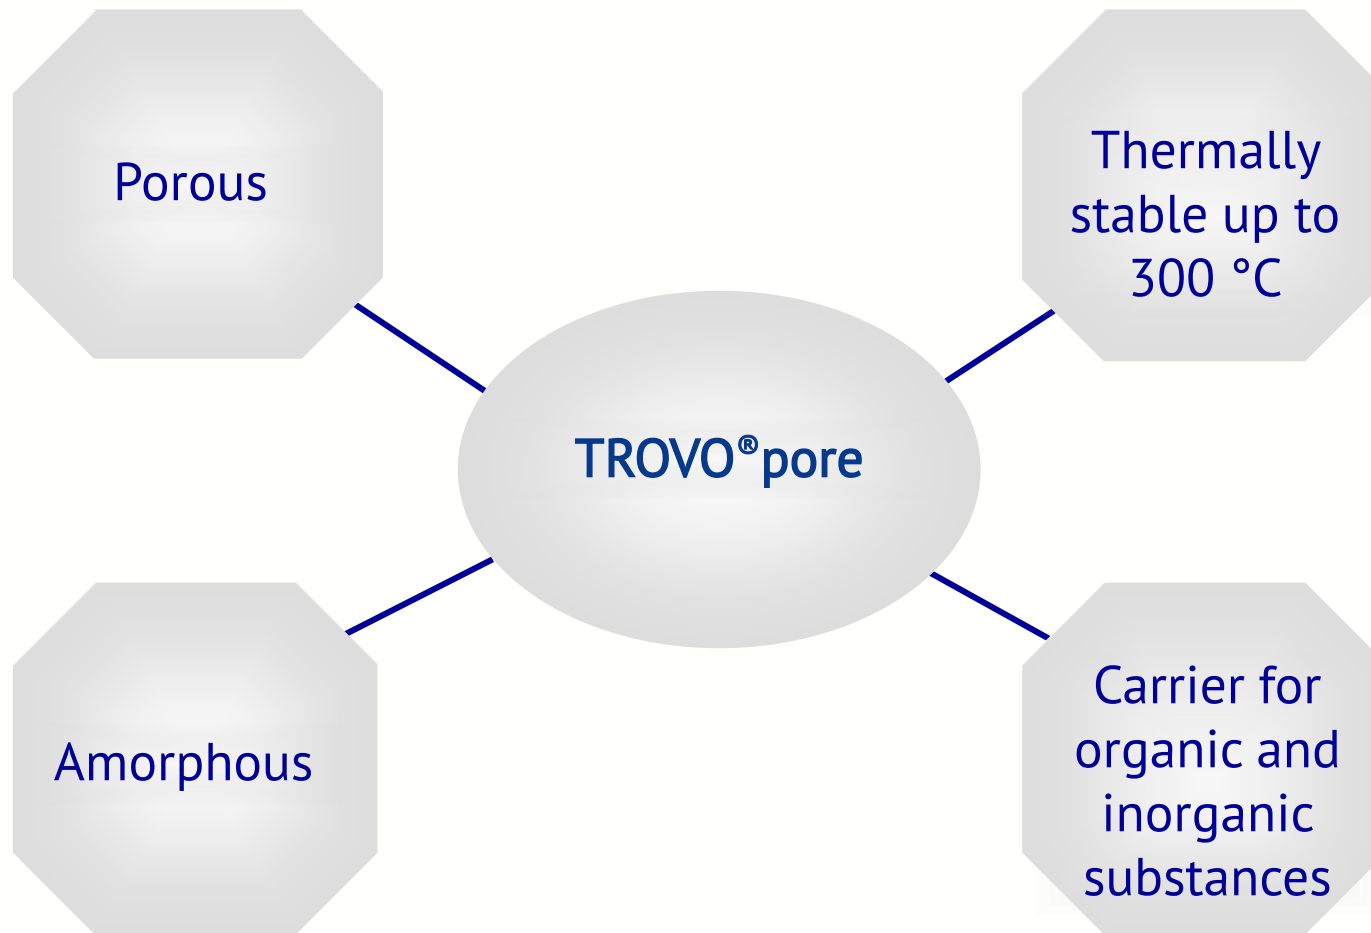 Porous
Thermally
stable up to
300 °C
TROVO®pore
Amorphous
Carrier for
organic and
inorganic
substances